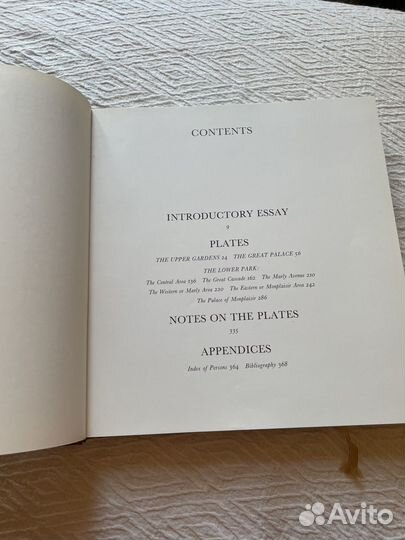 CONTENTS
INTRODUCTORY ESSAY
9
PLATES
THE UPPER GARDENS 24 THE GREAT PALACE 56
THE LOWER PARK:
The Central Area 136 The Great Cascade 162 The Marly Avenue 210
The Western or Marly Area 220 The Eastern or Monplaisir Area 242
The Palace of Monplaisir 286
NOTES ON THE PLATES
335
APPENDICES
Index of Persons 364 Bibliography 368
Avito